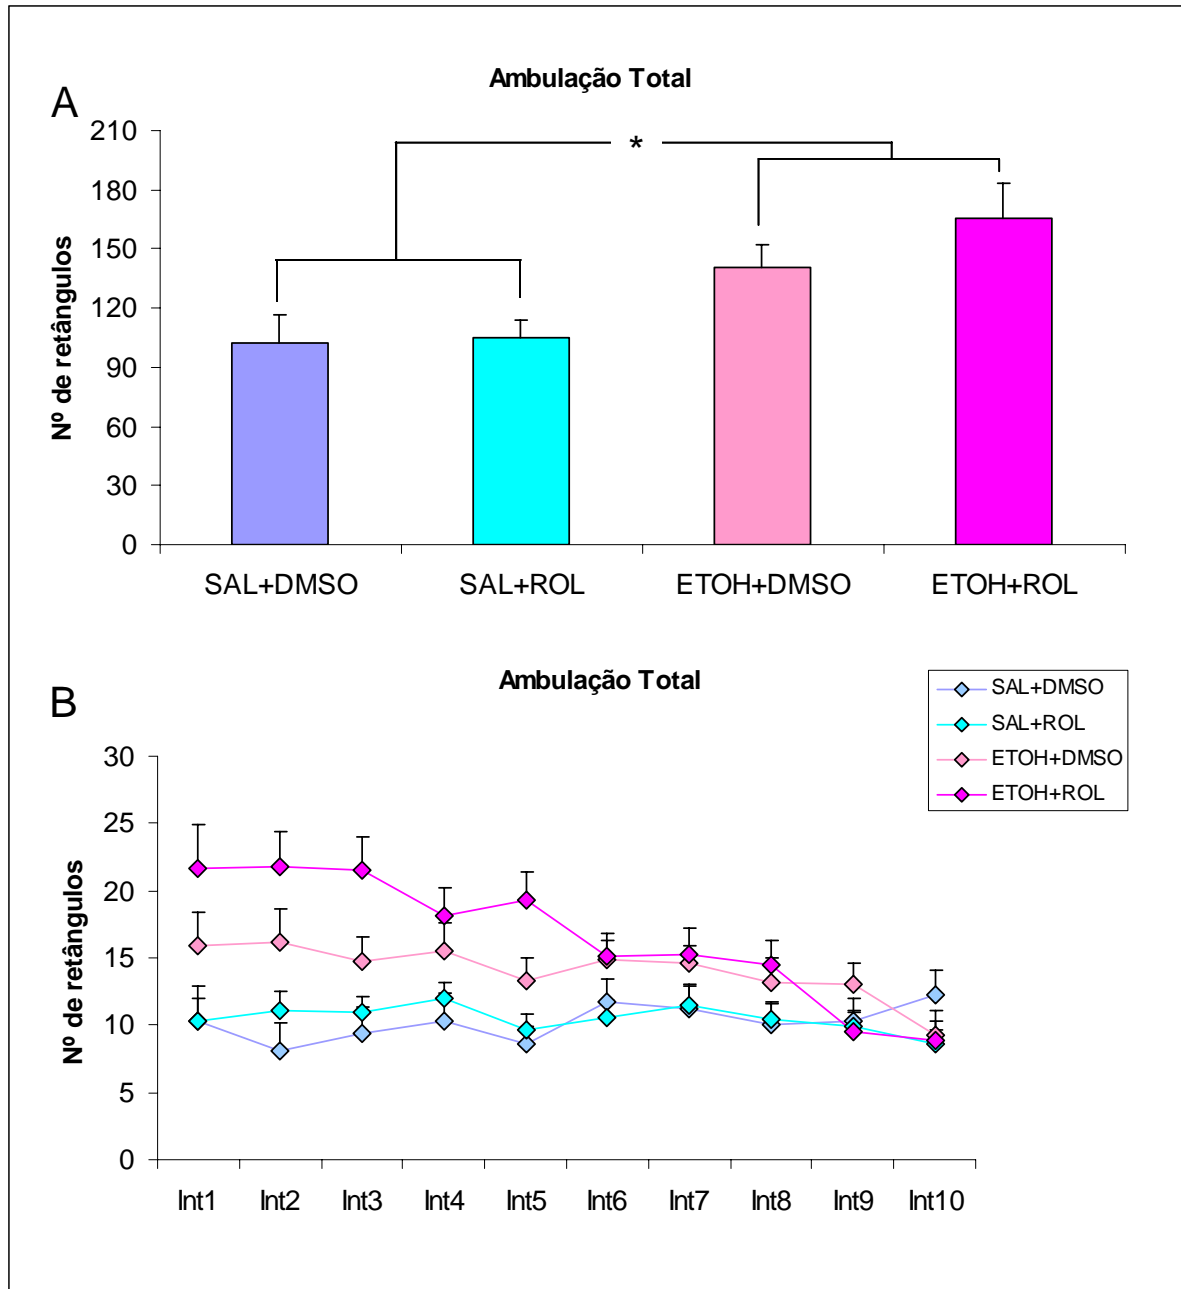 Ambulação Total
A
210
180
150
120
90
60
30
0
Nº de retângulos
*
SAL+DMSO SAL+ROL ETOH+DMSO ETOH+ROL
Ambulação Total
B
SAL+DMSO
SAL+ROL
ETOH+DMSO
ETOH+ROL
30
25
20
15
10
5
0
Nº de retângulos
Int1 Int2 Int3 Int4 Int5 Int6 Int7 Int8 Int9 Int10